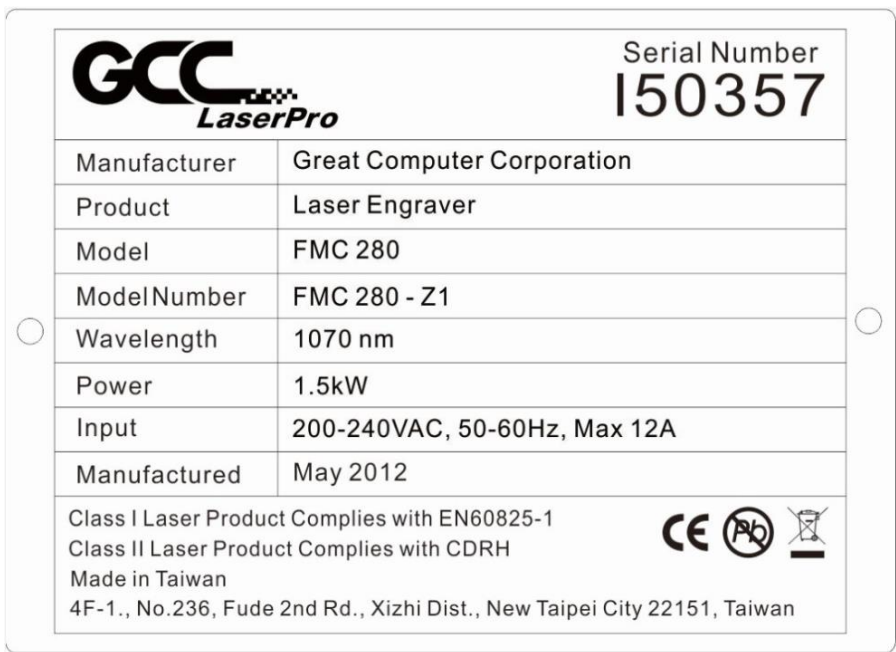 GCC
LaserPro
Serial Number
I50357
Manufacturer Great Computer Corporation
Product Laser Engraver
Model FMC 280
Model Number FMC 280 - Z1
Wavelength 1070 nm
Power 1.5kW
Input 200-240VAC, 50-60Hz, Max 12A
Manufactured May 2012
Class I Laser Product Complies with EN60825-1
Class II Laser Product Complies with CDRH
CE Pb
Made in Taiwan
4F-1., No.236, Fude 2nd Rd., Xizhi Dist., New Taipei City 22151, Taiwan